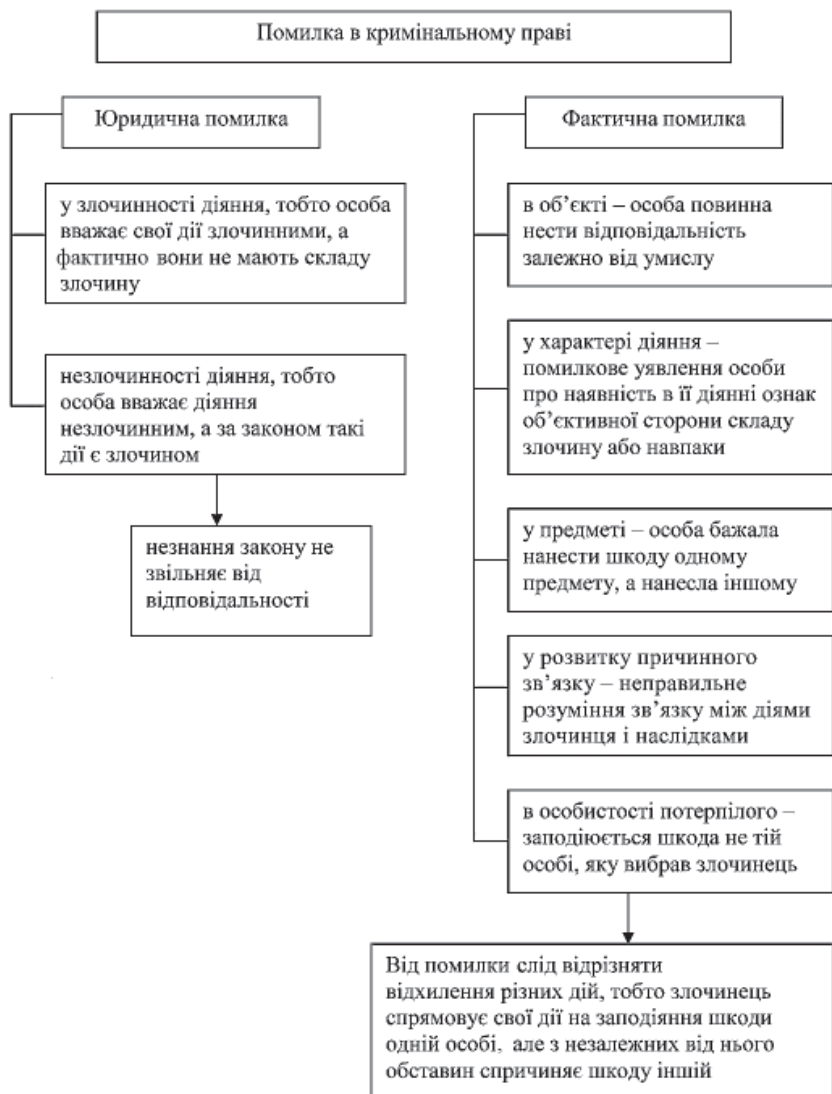 Помилка в кримінальному праві
Юридична помилка
у злочинності діяння, тобто особа
вважає свої дії злочинними, а
фактично вони не мають складу
злочину
незлочинності діяння, тобто
особа вважає діяння
незлочинним, а за законом такі
дії є злочином
незнання закону не
звільняє від
відповідальності
Фактична помилка
в об’єкті – особа повинна
нести відповідальність
залежно від умислу
у характері діяння –
помилкове уявлення особи
про наявність в її діянні ознак
об’єктивної сторони складу
злочину або навпаки
у предметі – особа бажала
нанести шкоду одному
предмету, а нанесла іншому
у розвитку причинного
зв’язку – неправильне
розуміння зв’язку між діями
злочинця і наслідками
в особистості потерпілого –
заподіюється шкода не тій
особі, яку вибрав злочинець
Від помилки слід відрізняти
відхилення різних дій, тобто злочинець
спрямовує свої дії на заподіяння шкоди
одній особі, але з незалежних від нього
обставин спричиняє шкоду іншій